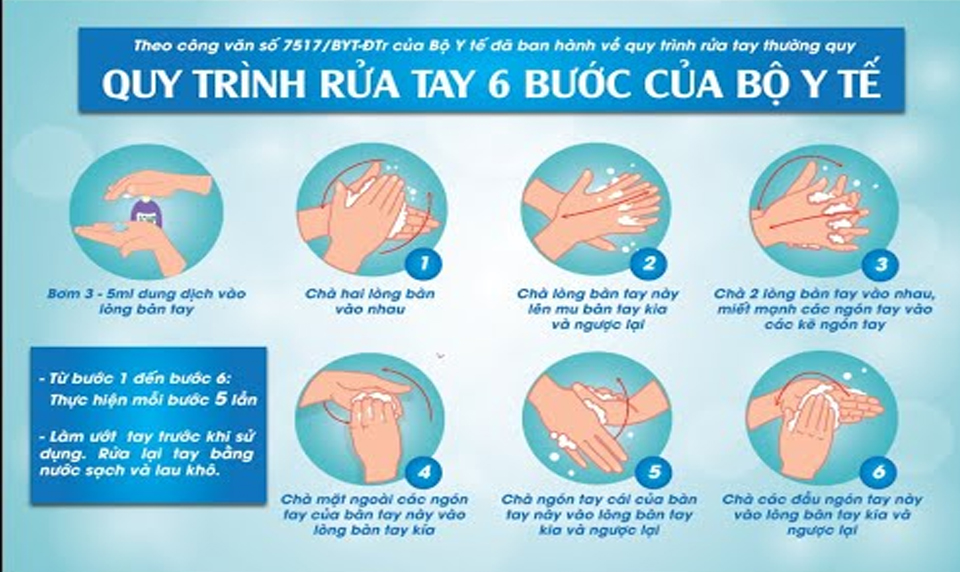 Theo công văn số 7517/BYT-ĐTr của Bộ Y tế đã ban hành về quy trình rửa tay thường quy
QUY TRÌNH RỬA TAY 6 BƯỚC CỦA BỘ Y TẾ
Bơm 3 - 5ml dung dịch vào
lòng bàn tay
1
Chà hai lòng bàn
vào nhau
2
Chà lòng bàn tay này
lên mu bàn tay kia
và ngược lại
3
Chà 2 lòng bàn tay vào nhau,
miết mạnh các ngón tay vào
các kẽ ngón tay
- Từ bước 1 đến bước 6:
Thực hiện mỗi bước 5 lần
- Làm ướt tay trước khi sử
dụng. Rửa lại tay bằng
nước sạch và lau khô.
4
Chà mặt ngoài các ngón
tay của bàn tay này vào
lòng bàn tay kía
5
Chà ngón tay cái của bàn
tay này vào lòng bàn tay
kia và ngược lại
6
Chà các đầu ngón tay này
vào lòng bàn tay kia và
ngược lại